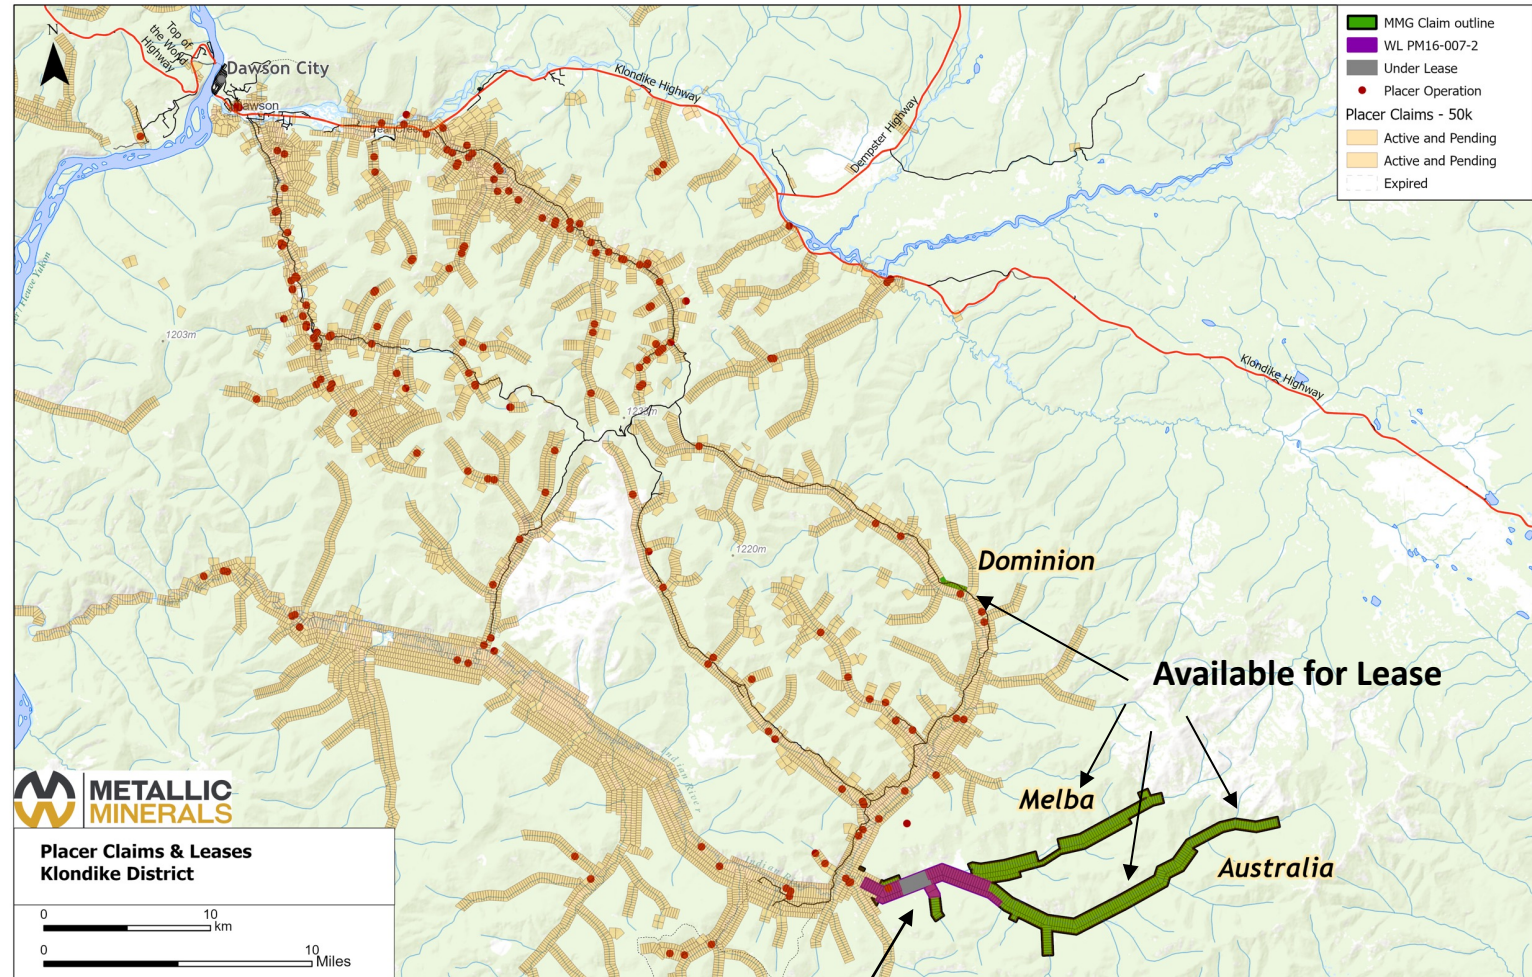 N
Top of
the World
Highway
Dawson City
Dawson
Klondike Highway
Dempster Highway
MMG Claim outline
WL PM16-007-2
Under Lease
Placer Operation
Placer Claims - 50k
Active and Pending
Active and Pending
Expired
1203m
Klondike Highway
1220m
Dominion
Available for Lease
Melba
Australia
Indian River
METALLIC
MINERALS
Placer Claims & Leases
Klondike District
0 10
km
0 10
Miles